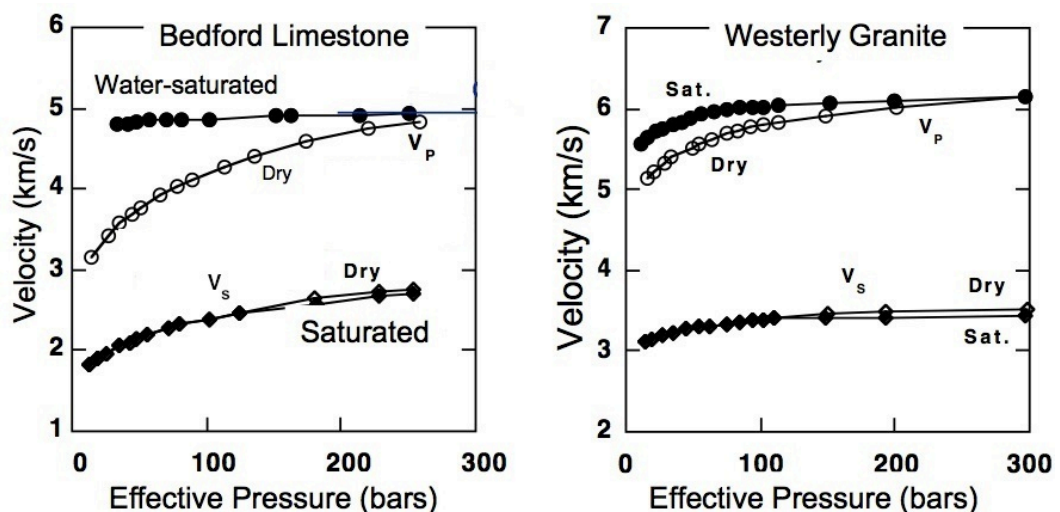 Bedford Limestone
Water-saturated
Dry
V_P
V_S
Dry
Saturated
6
5
4
3
2
1
Velocity (km/s)
0 100 200 300
Effective Pressure (bars)
Westerly Granite
Sat.
V_P
Dry
V_S
Dry
Sat.
7
6
5
4
3
2
Velocity (km/s)
0 100 200 300
Effective Pressure (bars)